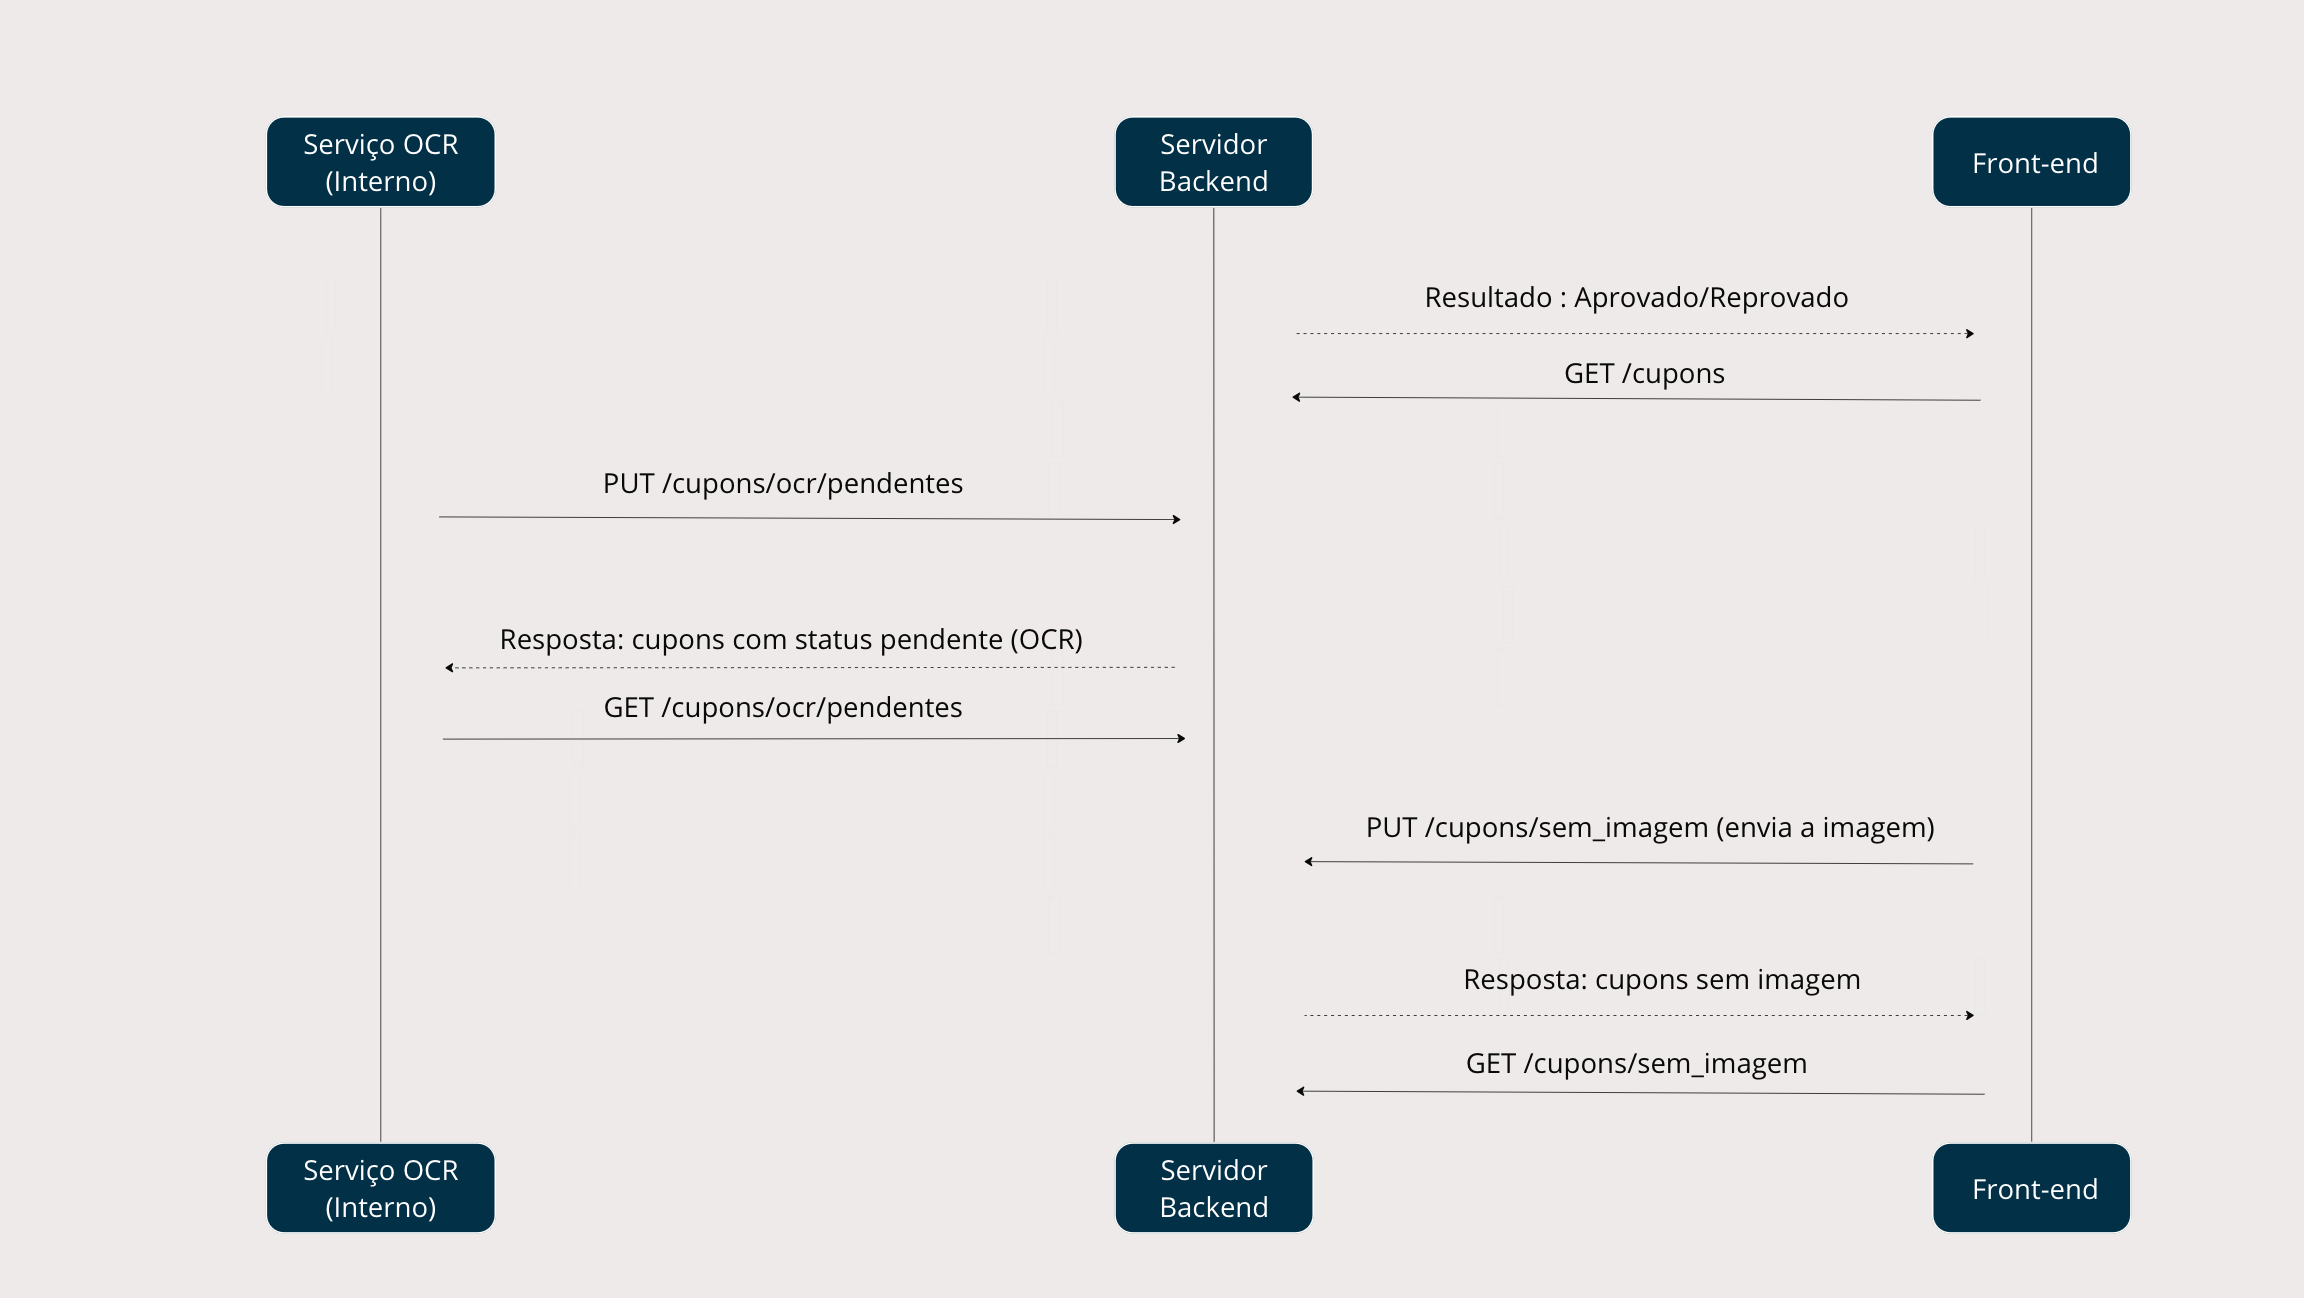 Serviço OCR
(Interno)
Servidor
Backend
Front-end
Resultado : Aprovado/Reprovado
GET /cupons
PUT /cupons/ocr/pendentes
Resposta: cupons com status pendente (OCR)
GET /cupons/ocr/pendentes
PUT /cupons/sem_imagem (envia a imagem)
Resposta: cupons sem imagem
GET /cupons/sem_imagem
Serviço OCR
(Interno)
Servidor
Backend
Front-end